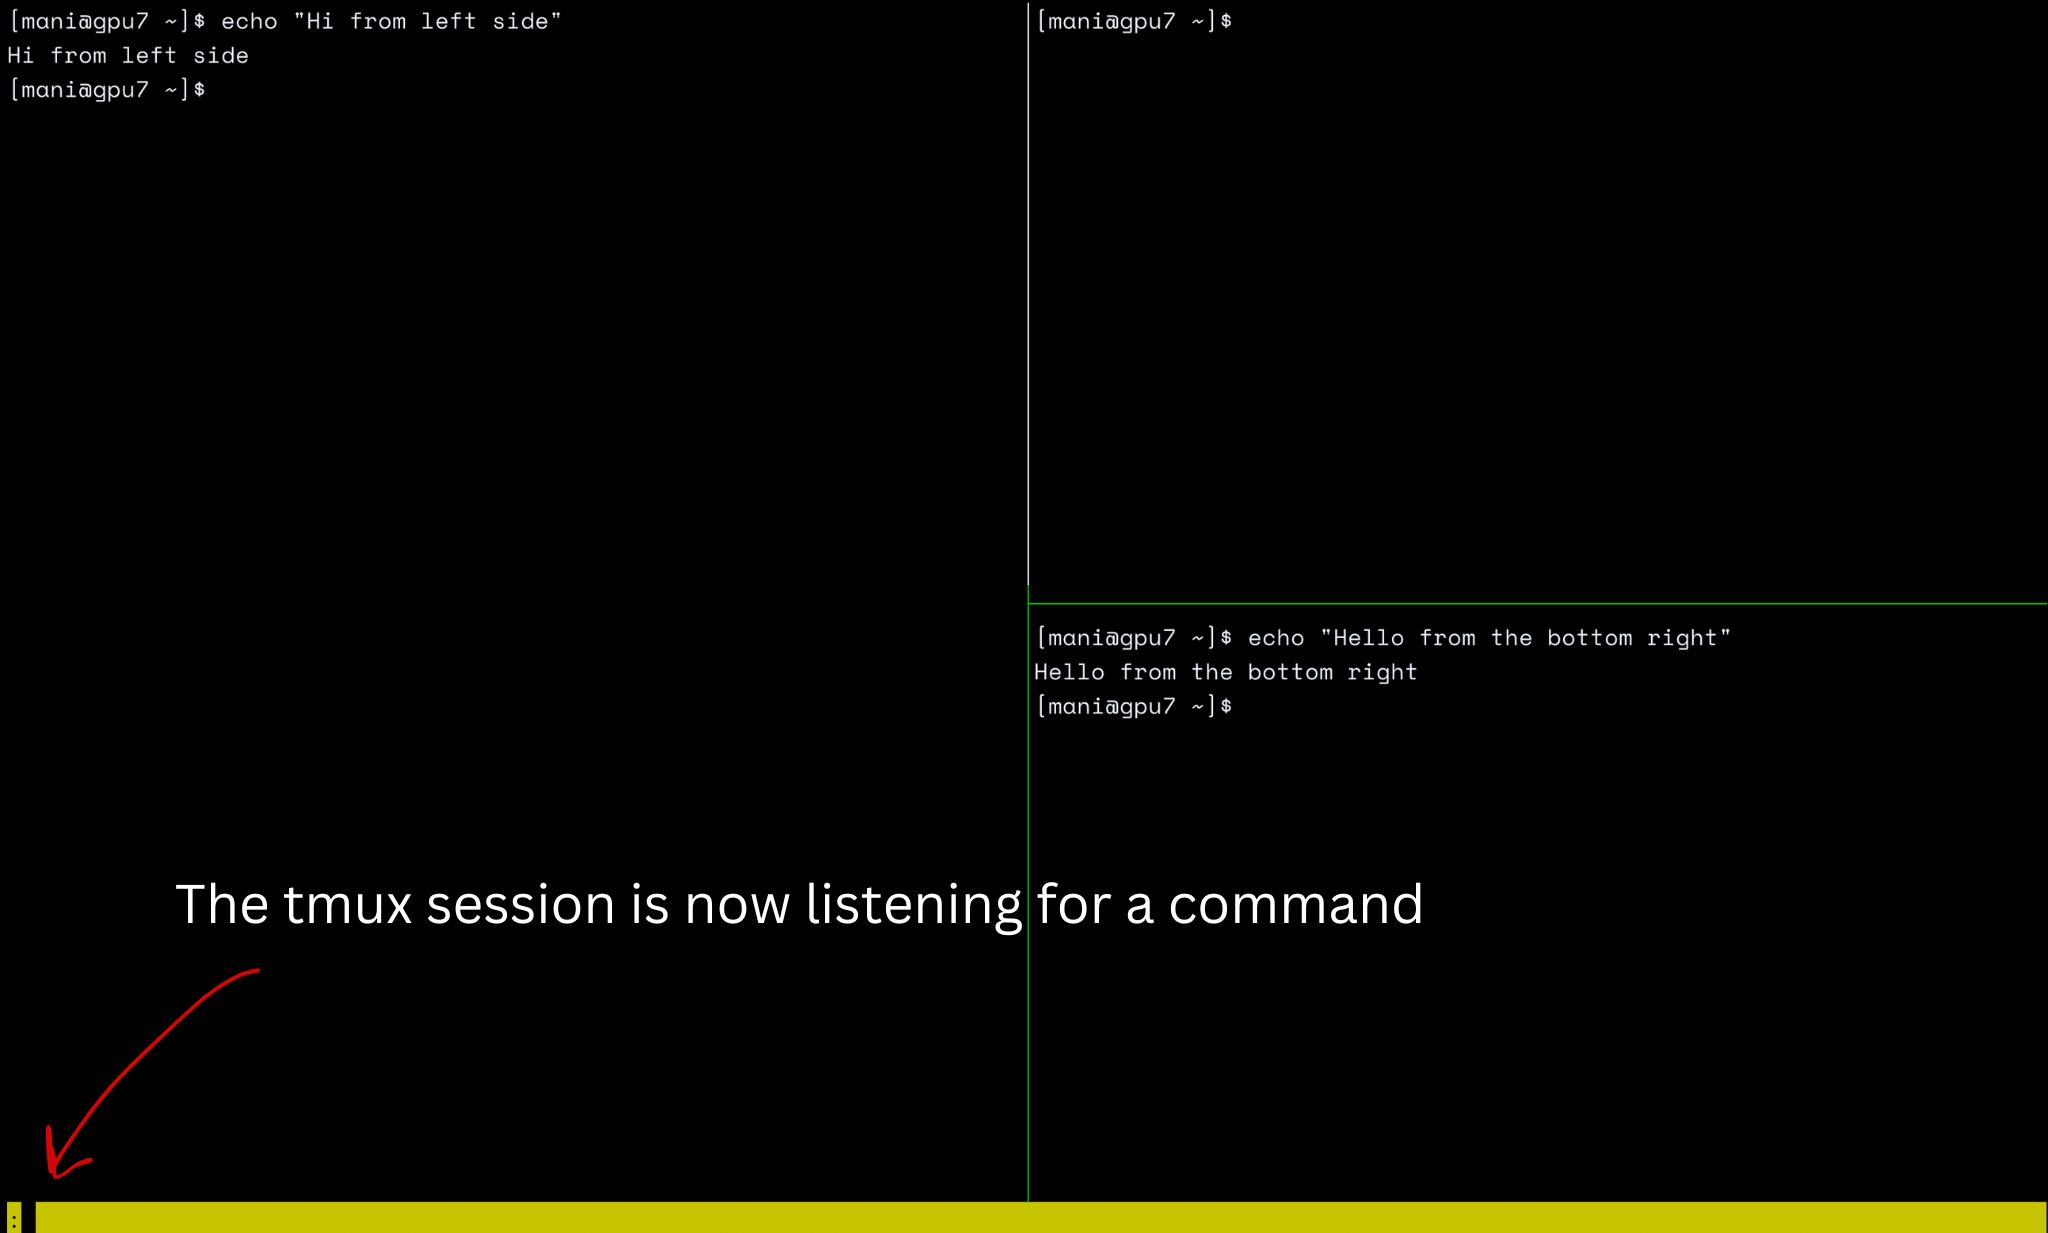 [mani@gpu7 ~]$ echo "Hi from left side"
Hi from left side
[mani@gpu7 ~]$
[mani@gpu7 ~]$
[mani@gpu7 ~]$ echo "Hello from the bottom right"
Hello from the bottom right
[mani@gpu7 ~]$
The tmux session is now listening for a command
: